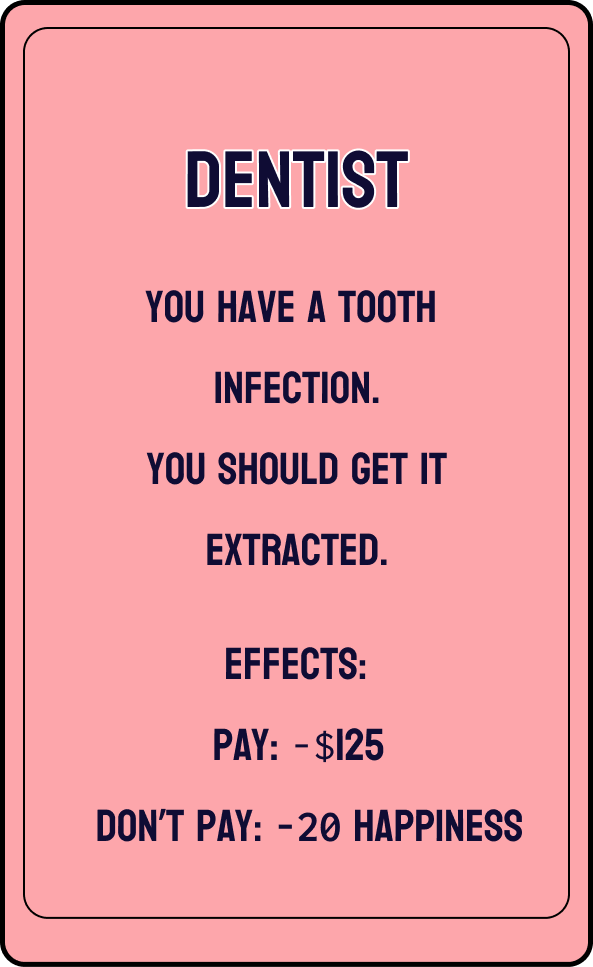 DENTIST
YOU HAVE A TOOTH
INFECTION.
YOU SHOULD GET IT
EXTRACTED.
EFFECTS:
PAY: -$125
DON'T PAY: -20 HAPPINESS